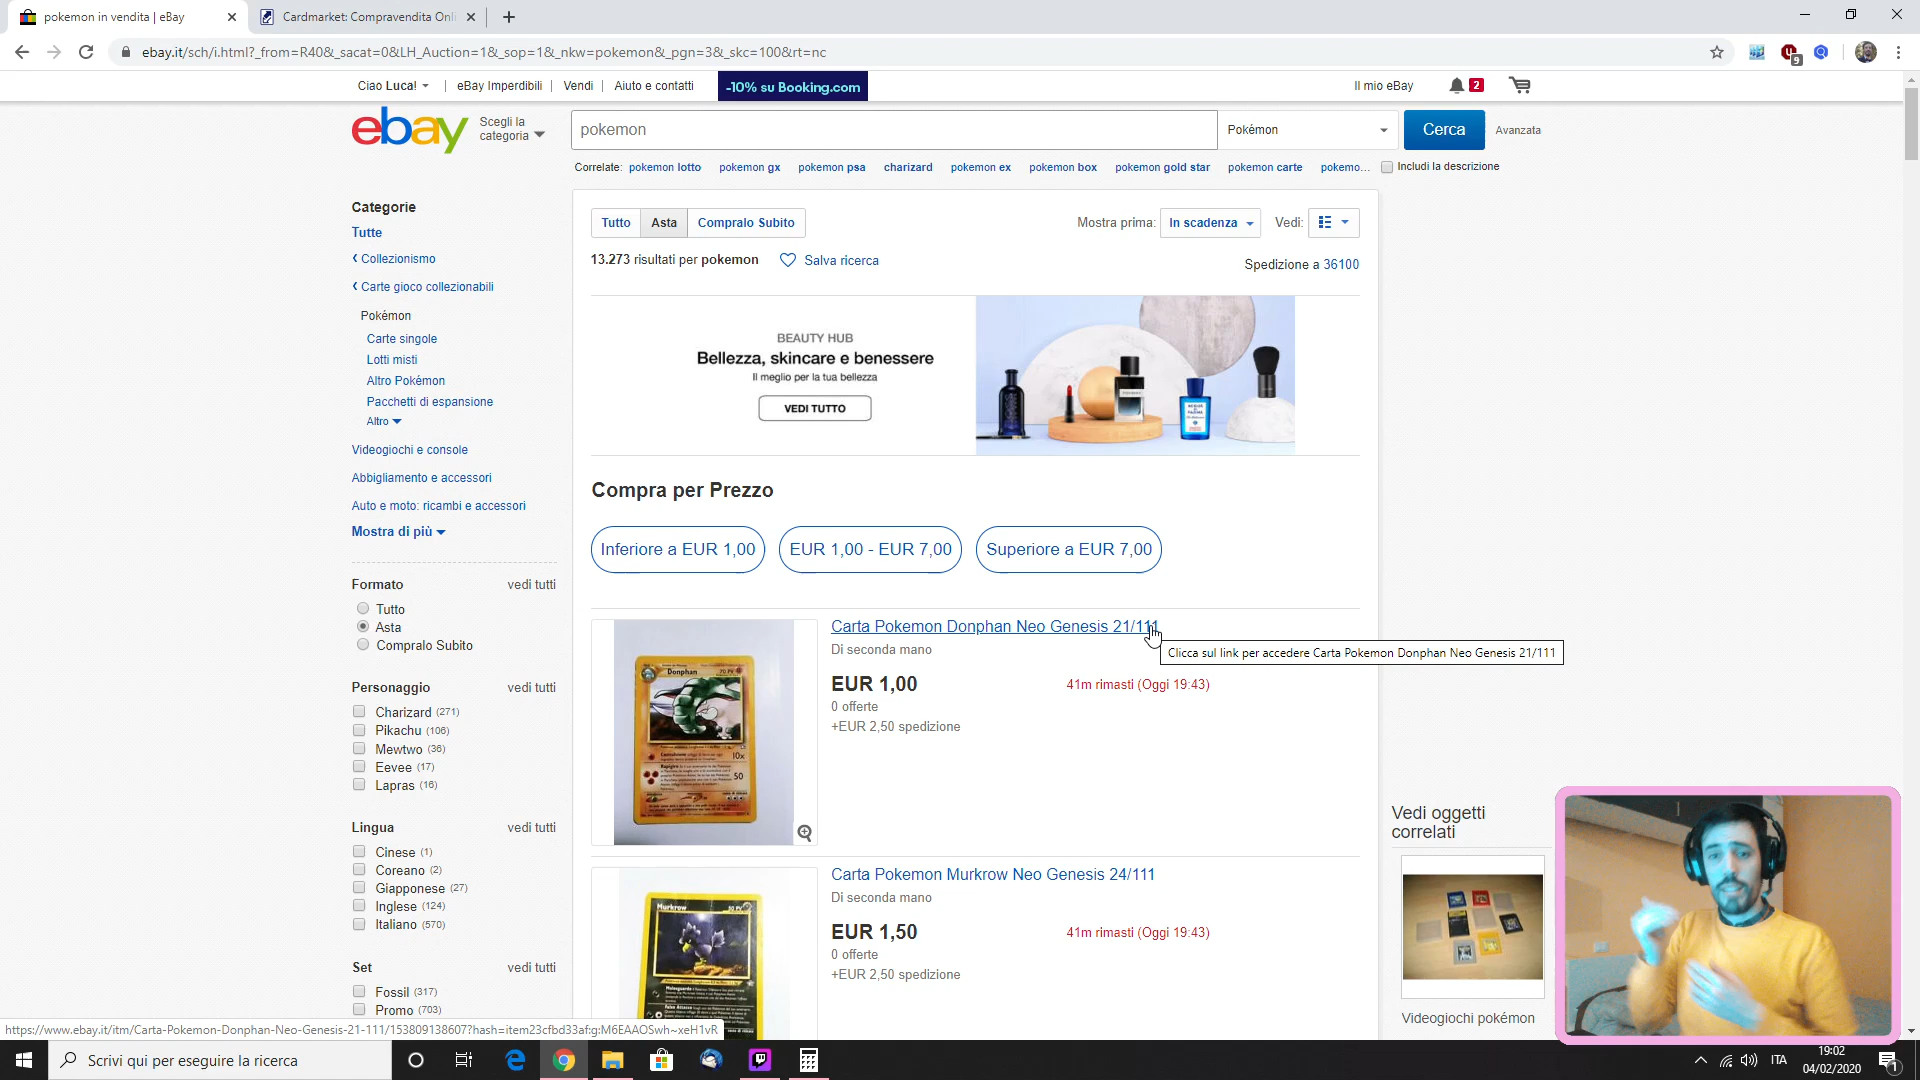 pokemon in vendita | eBay
Cardmarket: Compravendita Onli
ebay.it/sch/i.html?_from=R40&_sacat=0&LH_Auction=1&_sop=1&_nkw=pokemon&_pgn=3&_skc=100&rt=nc
9
Ciao Luca!
eBay Imperdibili
Vendi
Aiuto e contatti
-10% su Booking.com
Il mio eBay
2
ebay
Scegli la
categoria
pokemon
Pokémon
Cerca
Avanzata
Correlate: pokemon lotto pokemon gx pokemon psa charizard pokemon ex pokemon box pokemon gold star pokemon carte pokemo...
Includi la descrizione
Categorie
Tutte
Collezionismo
Carte gioco collezionabili
Pokémon
Carte singole
Lotti misti
Altro Pokémon
Pacchetti di espansione
Altro
Videogiochi e console
Abbigliamento e accessori
Auto e moto: ricambi e accessori
Mostra di più
Formato vedi tutti
Tutto
Asta
Compralo Subito
Personaggio vedi tutti
Charizard (271)
Pikachu (106)
Mewtwo (36)
Eevee (17)
Lapras (16)
Lingua vedi tutti
Cinese (1)
Coreano (2)
Giapponese (27)
Inglese (124)
Italiano (570)
Set vedi tutti
Fossil (317)
Promo (703)
Tutto Asta Compralo Subito
Mostra prima: In scadenza Vedi:
13.273 risultati per pokemon
Salva ricerca
Spedizione a 36100
BEAUTY HUB
Bellezza, skincare e benessere
Il meglio per la tua bellezza
VEDI TUTTO
Compra per Prezzo
Inferiore a EUR 1,00
EUR 1,00 - EUR 7,00
Superiore a EUR 7,00
Carta Pokemon Donphan Neo Genesis 21/111
Di seconda mano
Clicca sul link per accedere Carta Pokemon Donphan Neo Genesis 21/111
EUR 1,00
41m rimasti (Oggi 19:43)
0 offerte
+EUR 2,50 spedizione
Donphan
70 PV
10x
50
Carta Pokemon Murkrow Neo Genesis 24/111
Di seconda mano
EUR 1,50
41m rimasti (Oggi 19:43)
0 offerte
+EUR 2,50 spedizione
Murkrow
50 PV
Vedi oggetti
correlati
Videogiochi pokémon
https://www.ebay.it/itm/Carta-Pokemon-Donphan-Neo-Genesis-21-111/153809138607?hash=item23cfbd33af:g:M6EAAOSwh~xeH1vR
Scrivi qui per eseguire la ricerca
ITA
19:02
04/02/2020
1